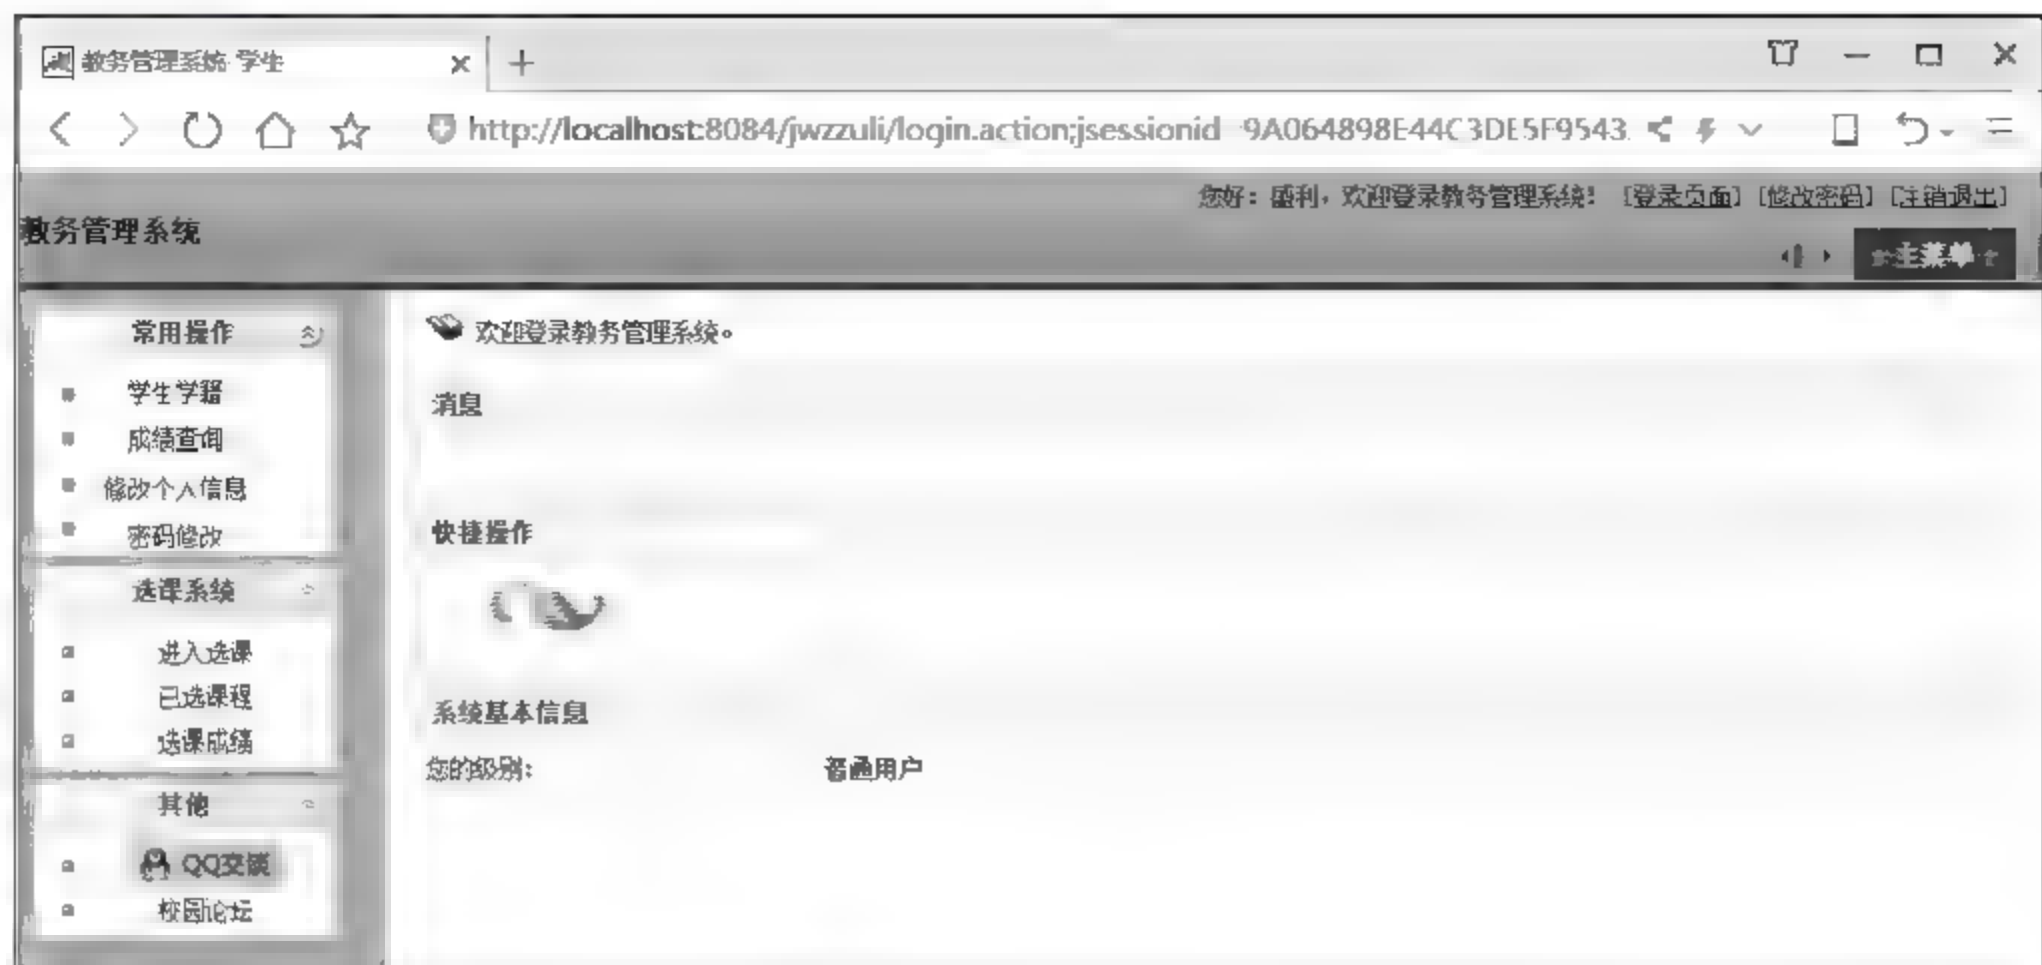 教务管理系统 学生
http://localhost:8084/jwzzuli/login.action;jsessionid 9A064898E44C3DE5F9543
您好：盛利，欢迎登录教务管理系统！ [登录页面] [修改密码] [注销退出]
教务管理系统
主菜单
常用操作
学生学籍
成绩查询
修改个人信息
密码修改
选课系统
进入选课
已选课程
选课成绩
其他
QQ交谈
校园论坛
欢迎登录教务管理系统。
消息
快捷操作
系统基本信息
您的级别： 普通用户